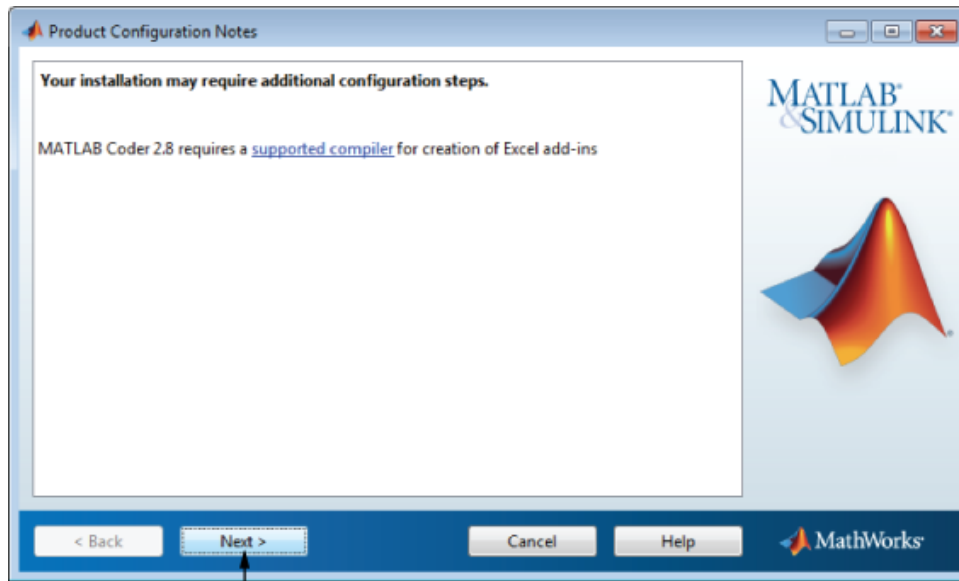 Product Configuration Notes
Your installation may require additional configuration steps.
MATLAB Coder 2.8 requires a supported compiler for creation of Excel add-ins
MATLAB®
&SIMULINK®
< Back
Next >
Cancel
Help
MathWorks®